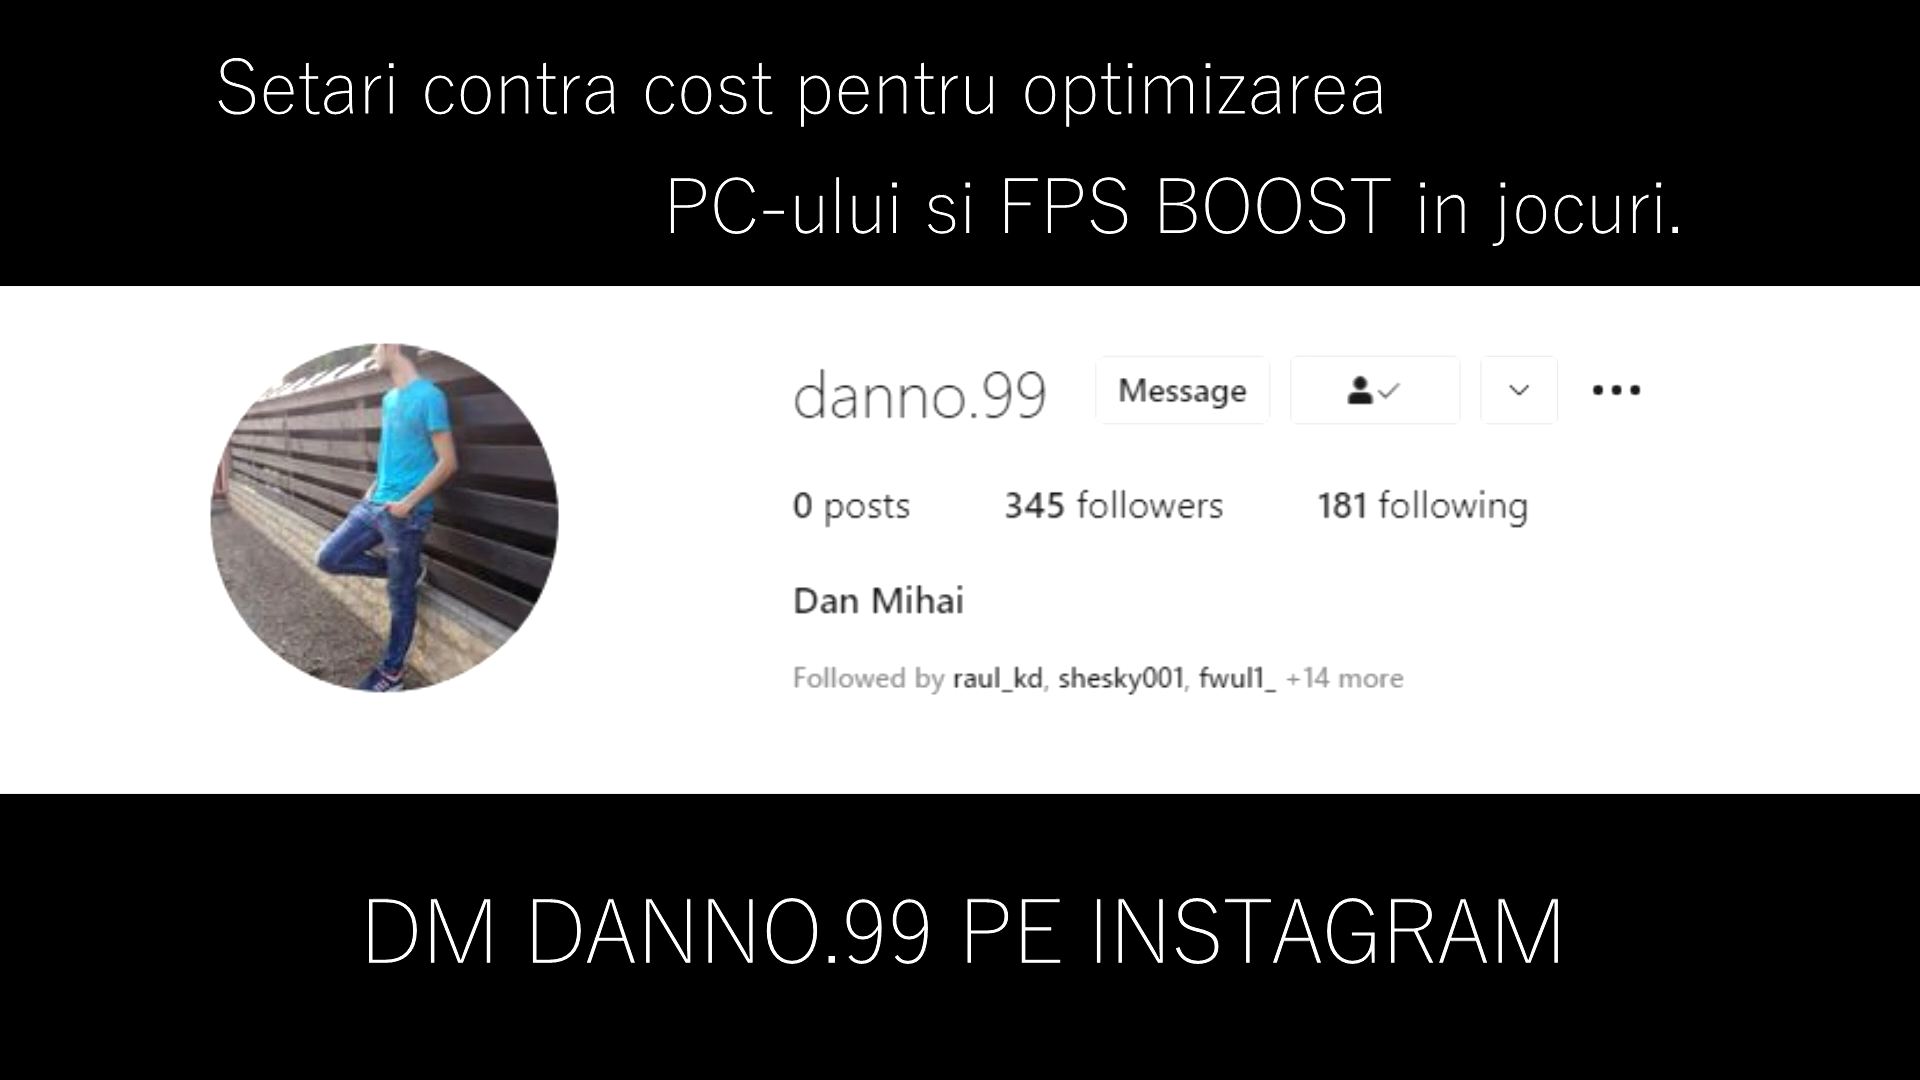 Setari contra cost pentru optimizarea
PC-ului si FPS BOOST in jocuri.
danno.99 Message
0 posts 345 followers 181 following
Dan Mihai
Followed by raul_kd, shesky001, fwul1_ +14 more
DM DANNO.99 PE INSTAGRAM